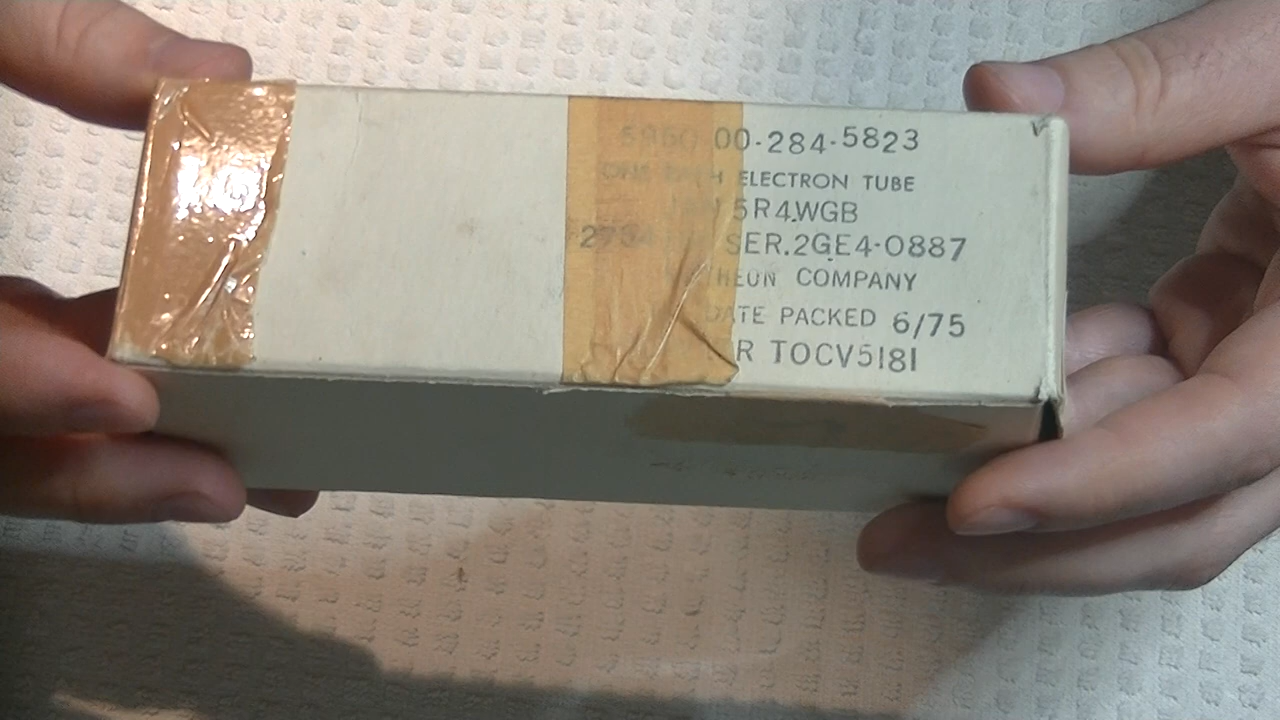 5960 00-284-5823
ONE EACH ELECTRON TUBE
5R4WGB
SER.2GE4-0887
COMPANY
DATE PACKED 6/75
TOCV5181